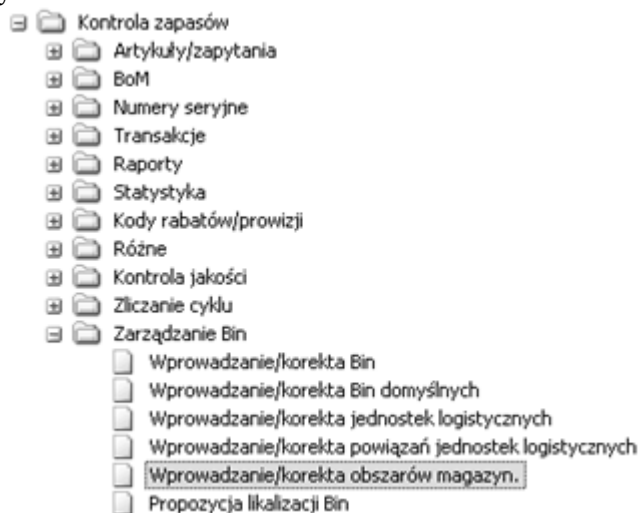 Kontrola zapasów
Artykuły/zapytania
BoM
Numery seryjne
Transakcje
Raporty
Statystyka
Kody rabatów/prowizji
Różne
Kontrola jakości
Zliczanie cyklu
Zarządzanie Bin
Wprowadzanie/korekta Bin
Wprowadzanie/korekta Bin domyślnych
Wprowadzanie/korekta jednostek logistycznych
Wprowadzanie/korekta powiązań jednostek logistycznych
Wprowadzanie/korekta obszarów magazyn.
Propozycja likalizacji Bin